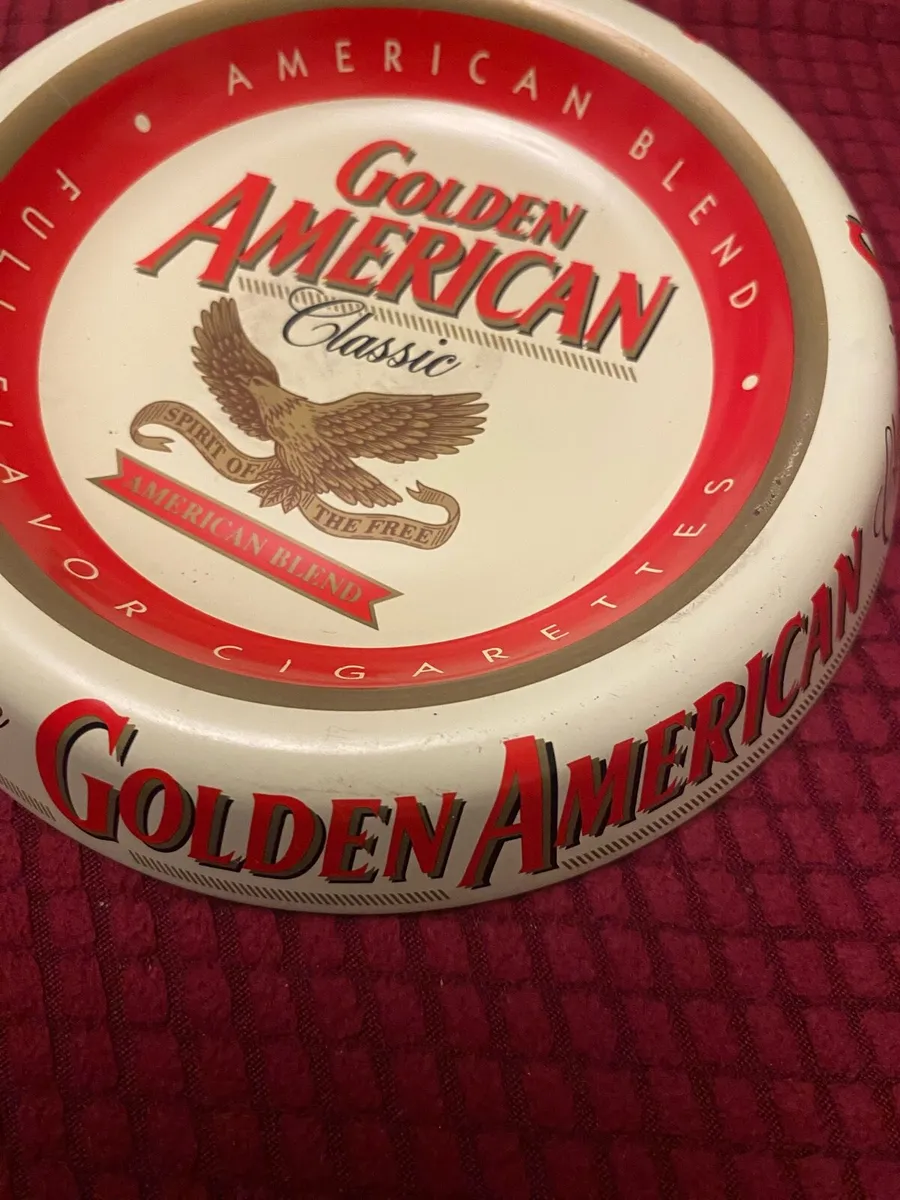 AMERICAN BLEND
FULL FLAVOR CIGARETTES
GOLDEN
AMERICAN
Classic
SPIRIT OF
THE FREE
AMERICAN BLEND
GOLDEN AMERICAN